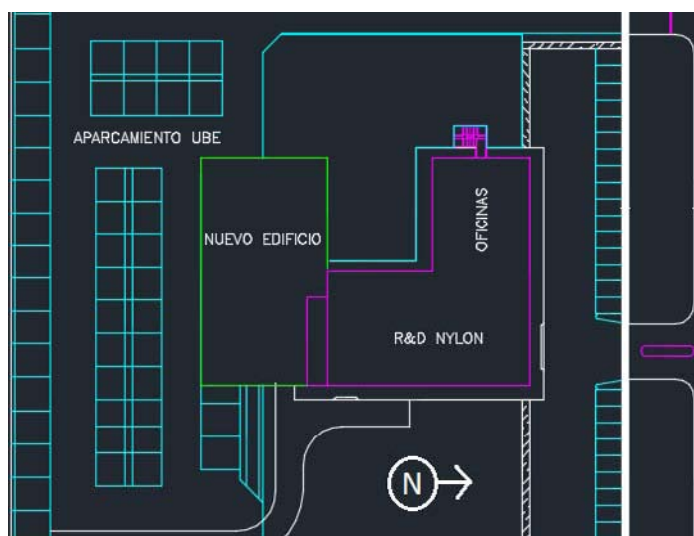 APARCAMIENTO UBE
NUEVO EDIFICIO
OFICINAS
R&D NYLON
N